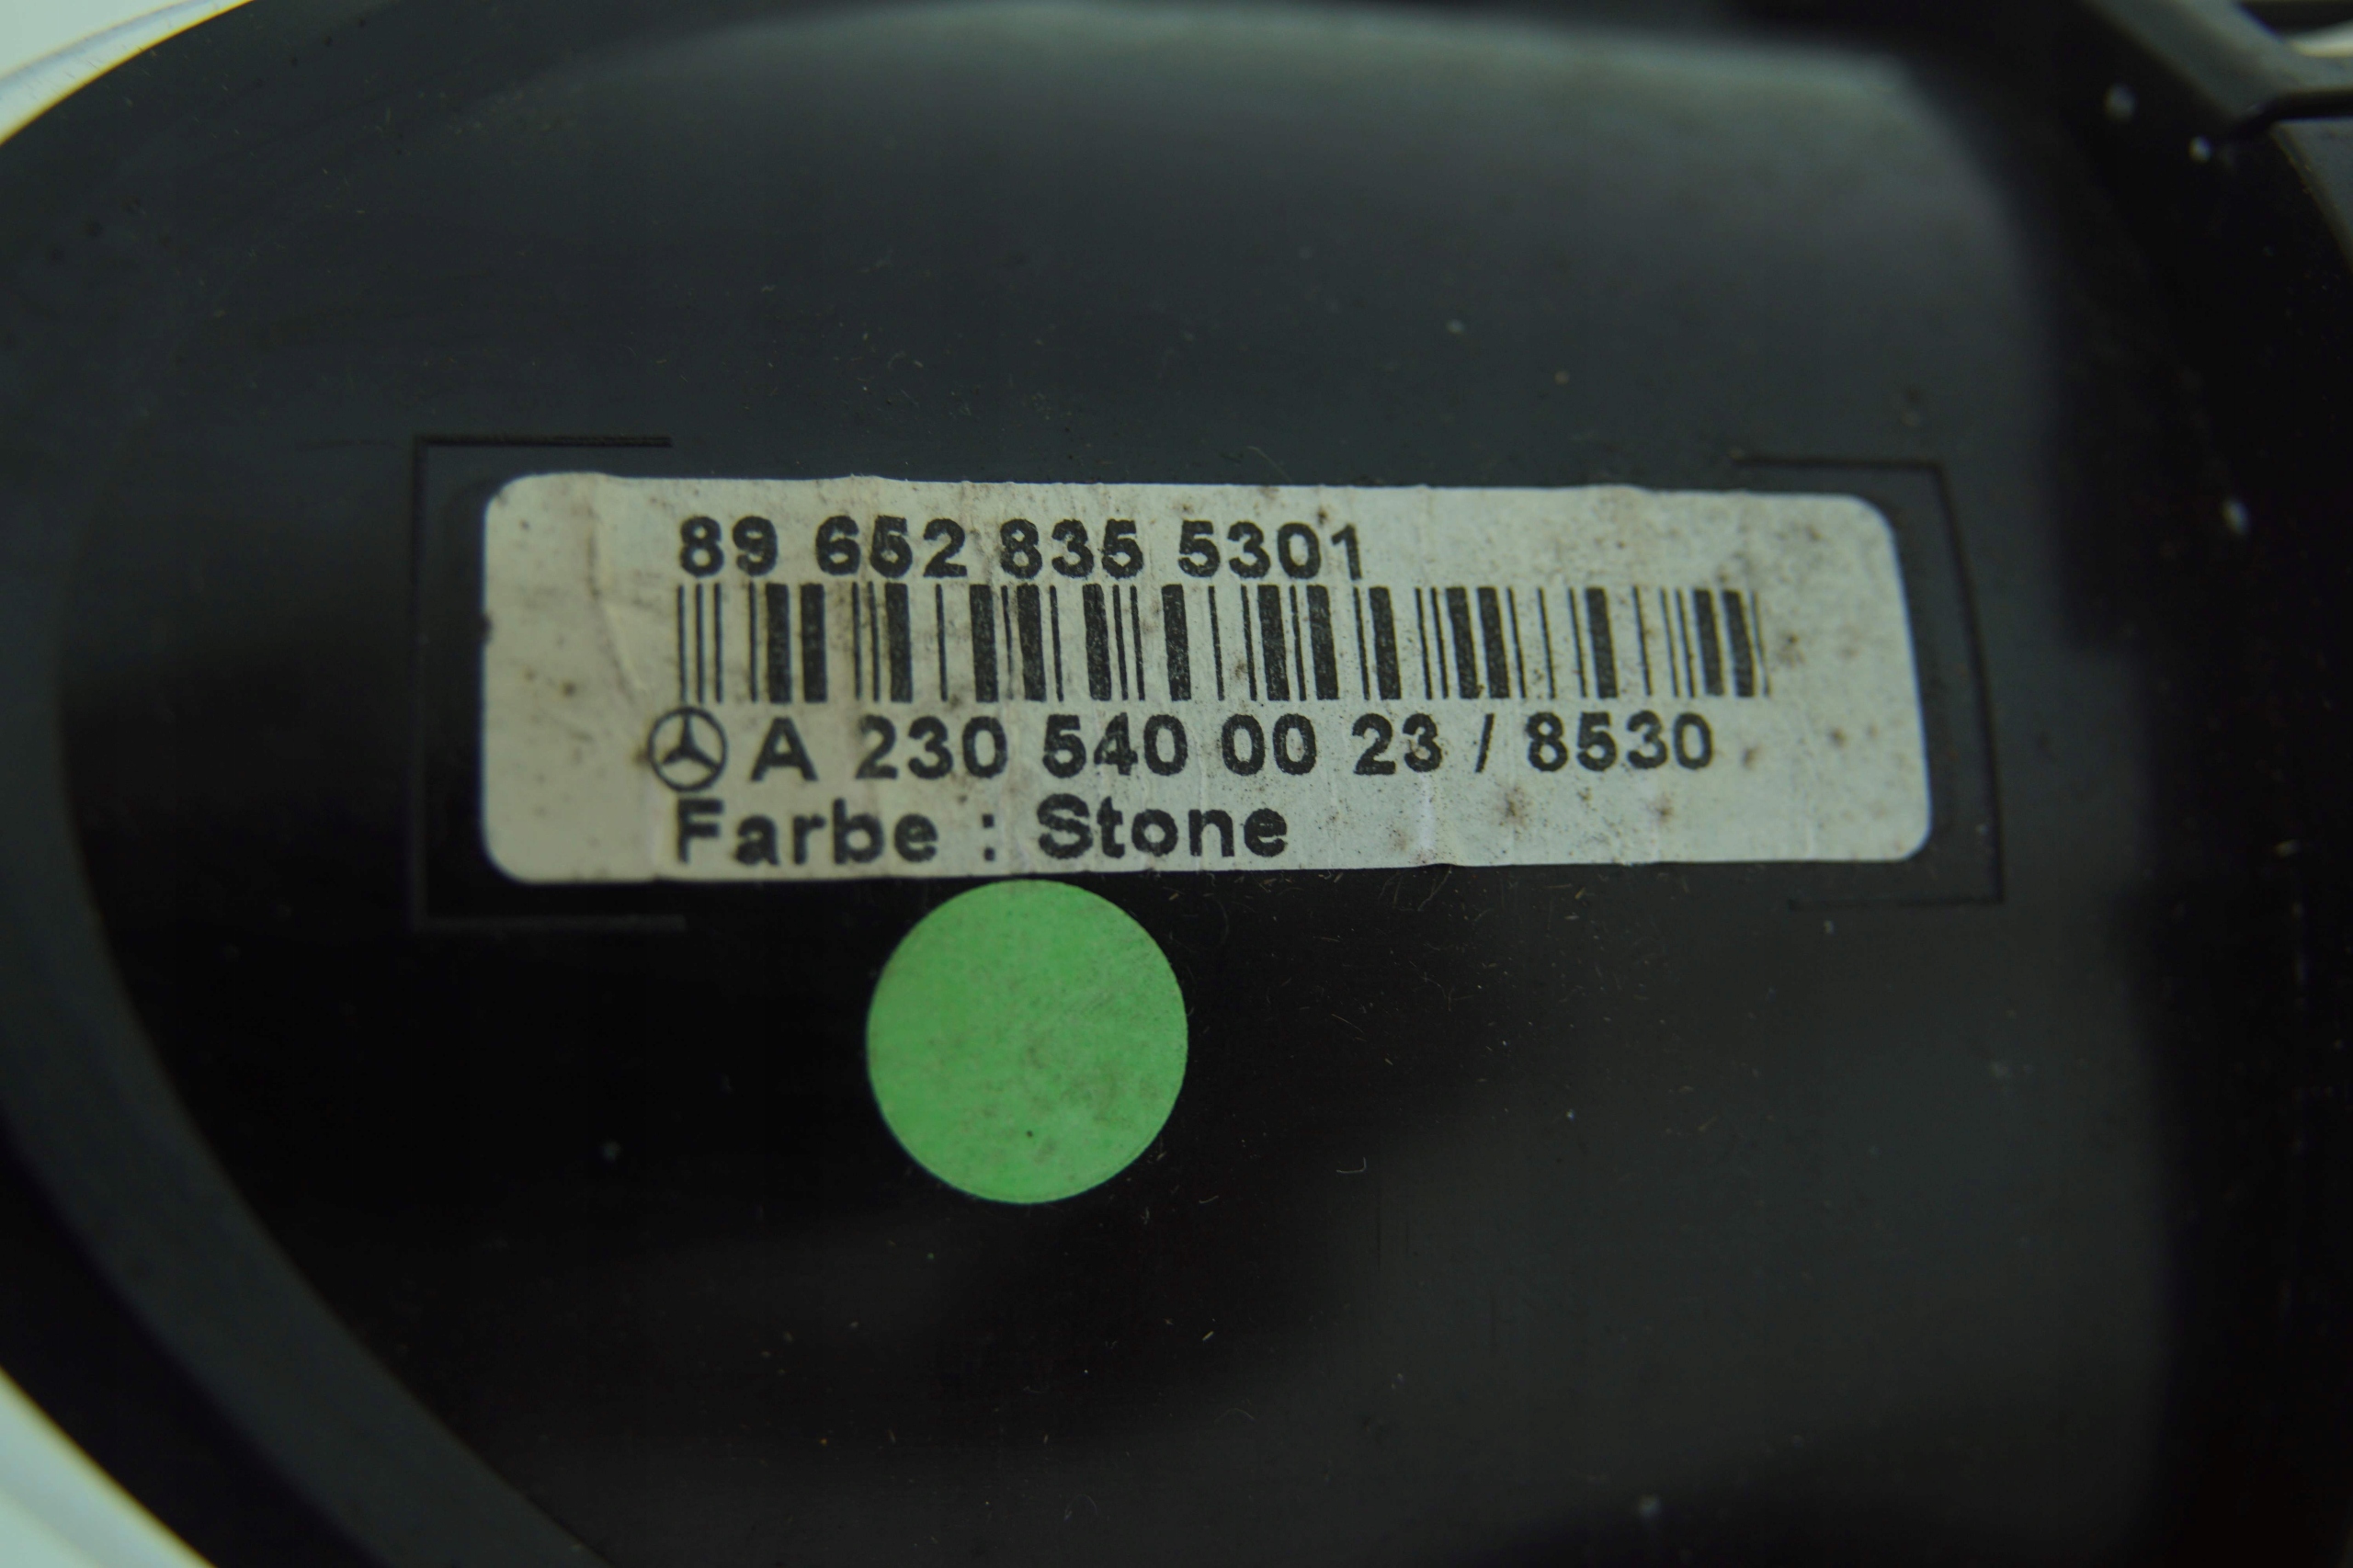 89 652 835 5301
A 230 540 00 23 / 8530
Farbe : Stone